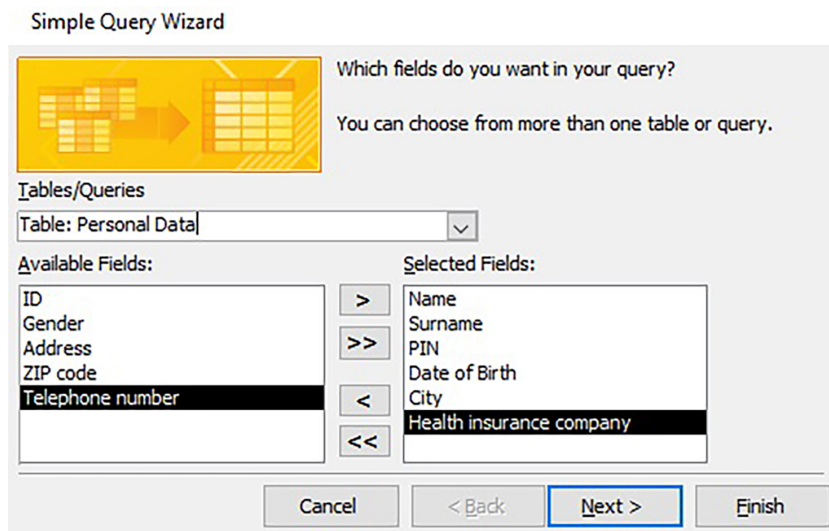 Simple Query Wizard
Which fields do you want in your query?
You can choose from more than one table or query.
Tables/Queries
Table: Personal Data
Available Fields:
ID
Gender
Address
ZIP code
Telephone number
>
>>
<
<<
Selected Fields:
Name
Surname
PIN
Date of Birth
City
Health insurance company
Cancel
< Back
Next >
Finish